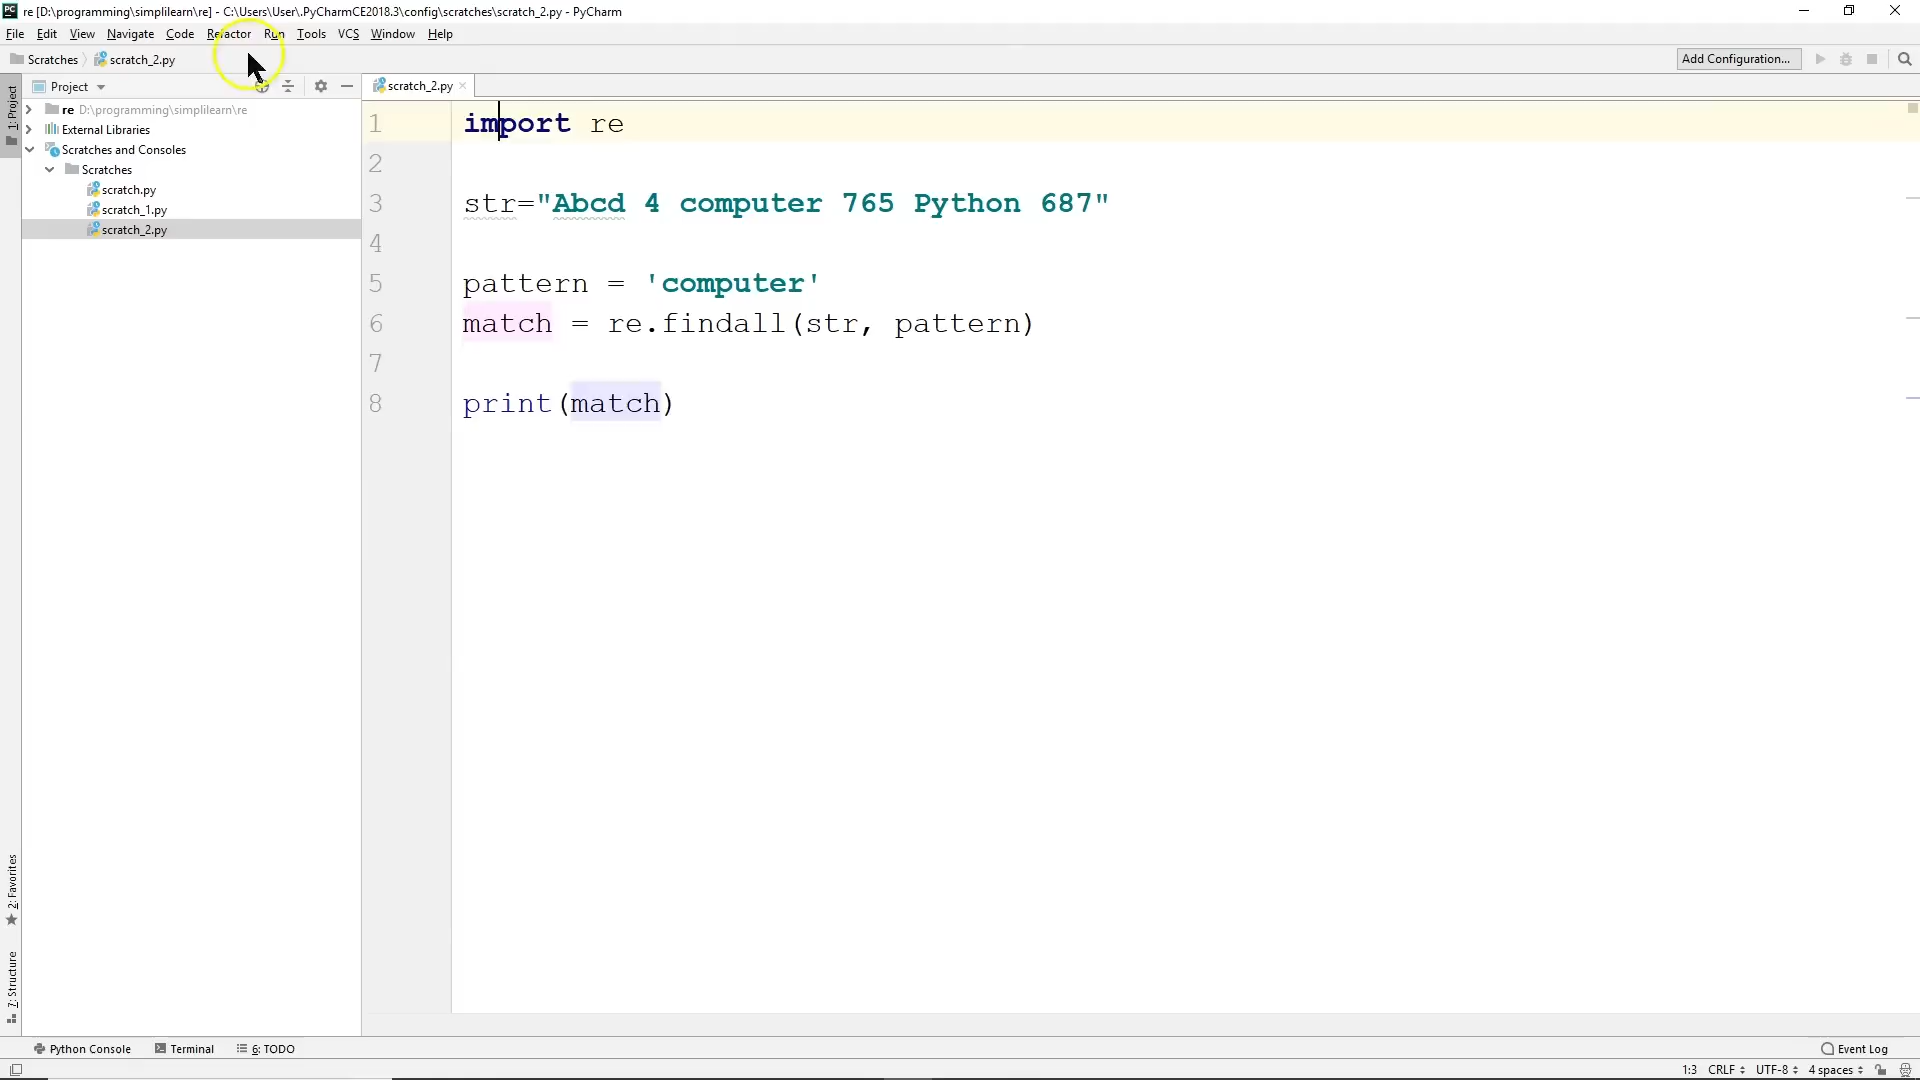 re [D:\programming\simplilearn\re] - C:\Users\User\.PyCharmCE2018.3\config\scratches\scratch_2.py - PyCharm
File Edit View Navigate Code Refactor Run Tools VCS Window Help
Scratches scratch_2.py Add Configuration...
Project scratch_2.py
1: Project
re D:\programming\simplilearn\re
External Libraries
Scratches and Consoles
Scratches
scratch.py
scratch_1.py
scratch_2.py
1 import re
2
3 str="Abcd 4 computer 765 Python 687"
4
5 pattern = 'computer'
6 match = re.findall(str, pattern)
7
8 print(match)
2: Favorites
7: Structure
Python Console Terminal 6: TODO Event Log
1:3 CRLF UTF-8 4 spaces